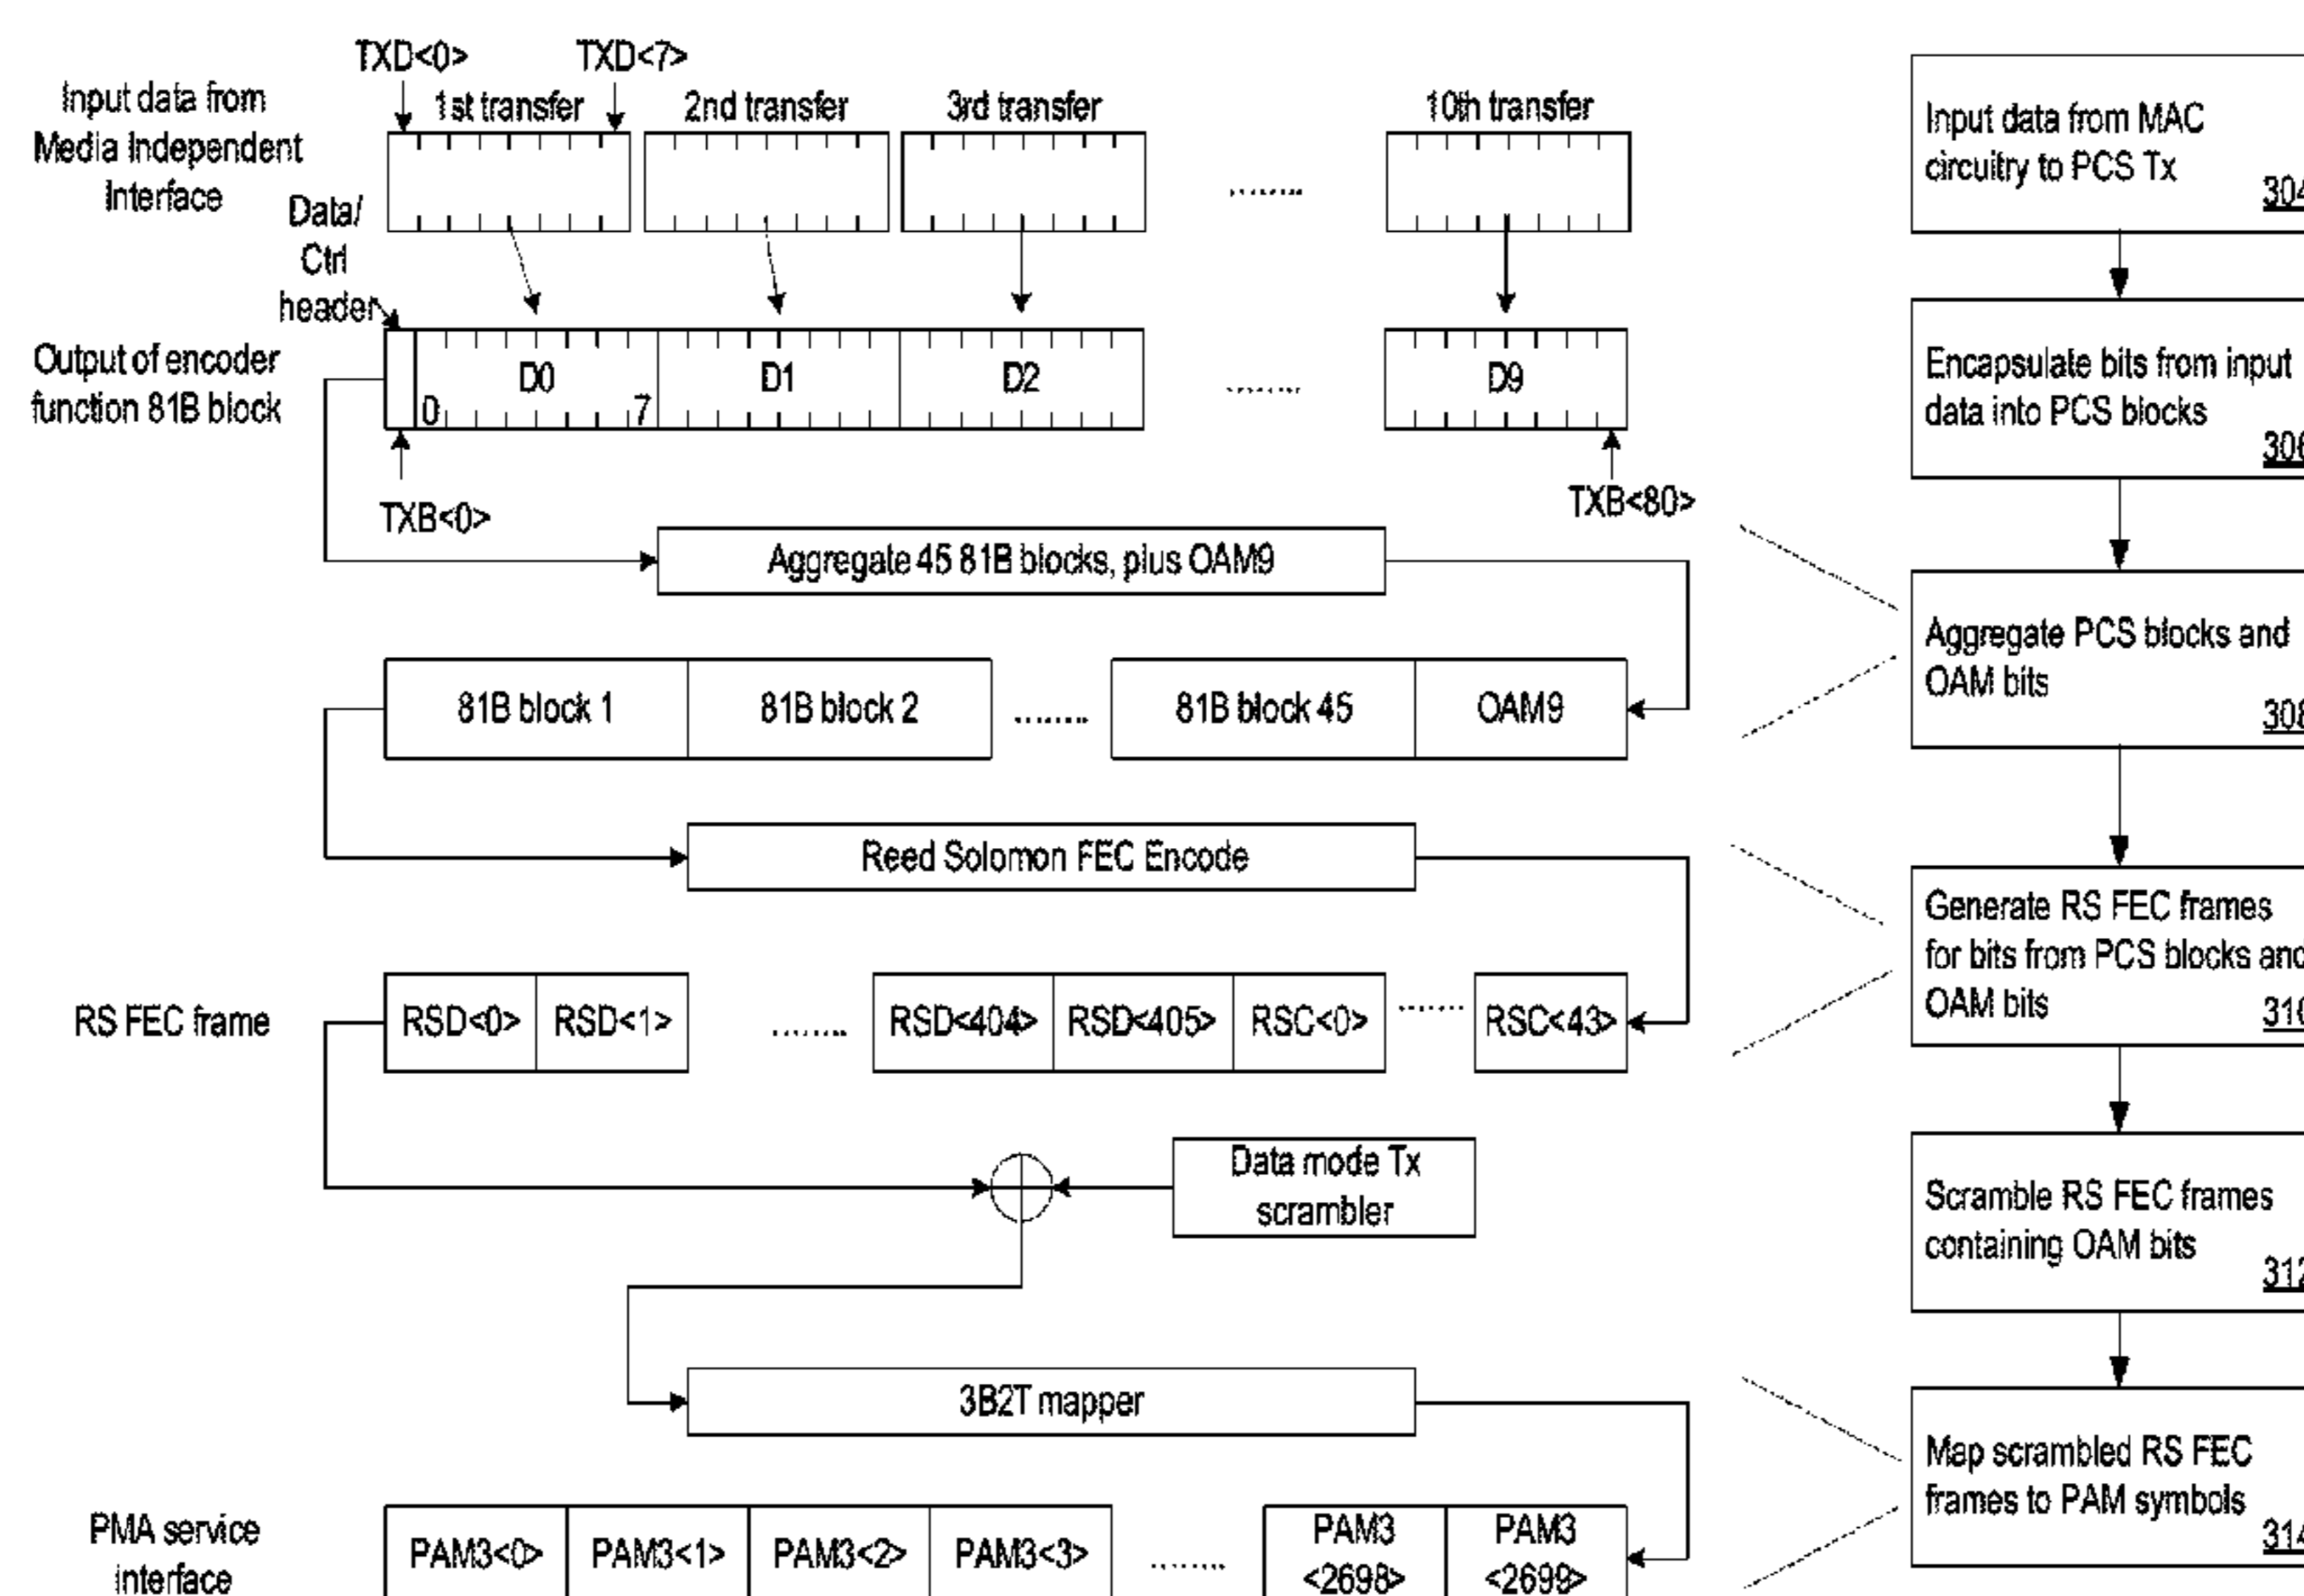 TXD<0>
TXD<7>
Input data from
Media Independent
Interface
1st transfer
2nd transfer
3rd transfer
10th transfer
........
Data/
Ctrl
header
Output of encoder
function 81B block
0
D0
7
D1
D2
........
D9
TXB<0>
TXB<80>
Aggregate 45 81B blocks, plus OAM9
81B block 1
81B block 2
........
81B block 45
OAM9
Reed Solomon FEC Encode
RS FEC frame
RSD<0>
RSD<1>
........
RSD<404>
RSD<405>
RSC<0>
.......
RSC<43>
Data mode Tx
scrambler
3B2T mapper
PMA service
interface
PAM3<0>
PAM3<1>
PAM3<2>
PAM3<3>
........
PAM3
<2698>
PAM3
<2699>
Input data from MAC
circuitry to PCS Tx
304
Encapsulate bits from input
data into PCS blocks
306
Aggregate PCS blocks and
OAM bits
308
Generate RS FEC frames
for bits from PCS blocks and
OAM bits
310
Scramble RS FEC frames
containing OAM bits
312
Map scrambled RS FEC
frames to PAM symbols
314